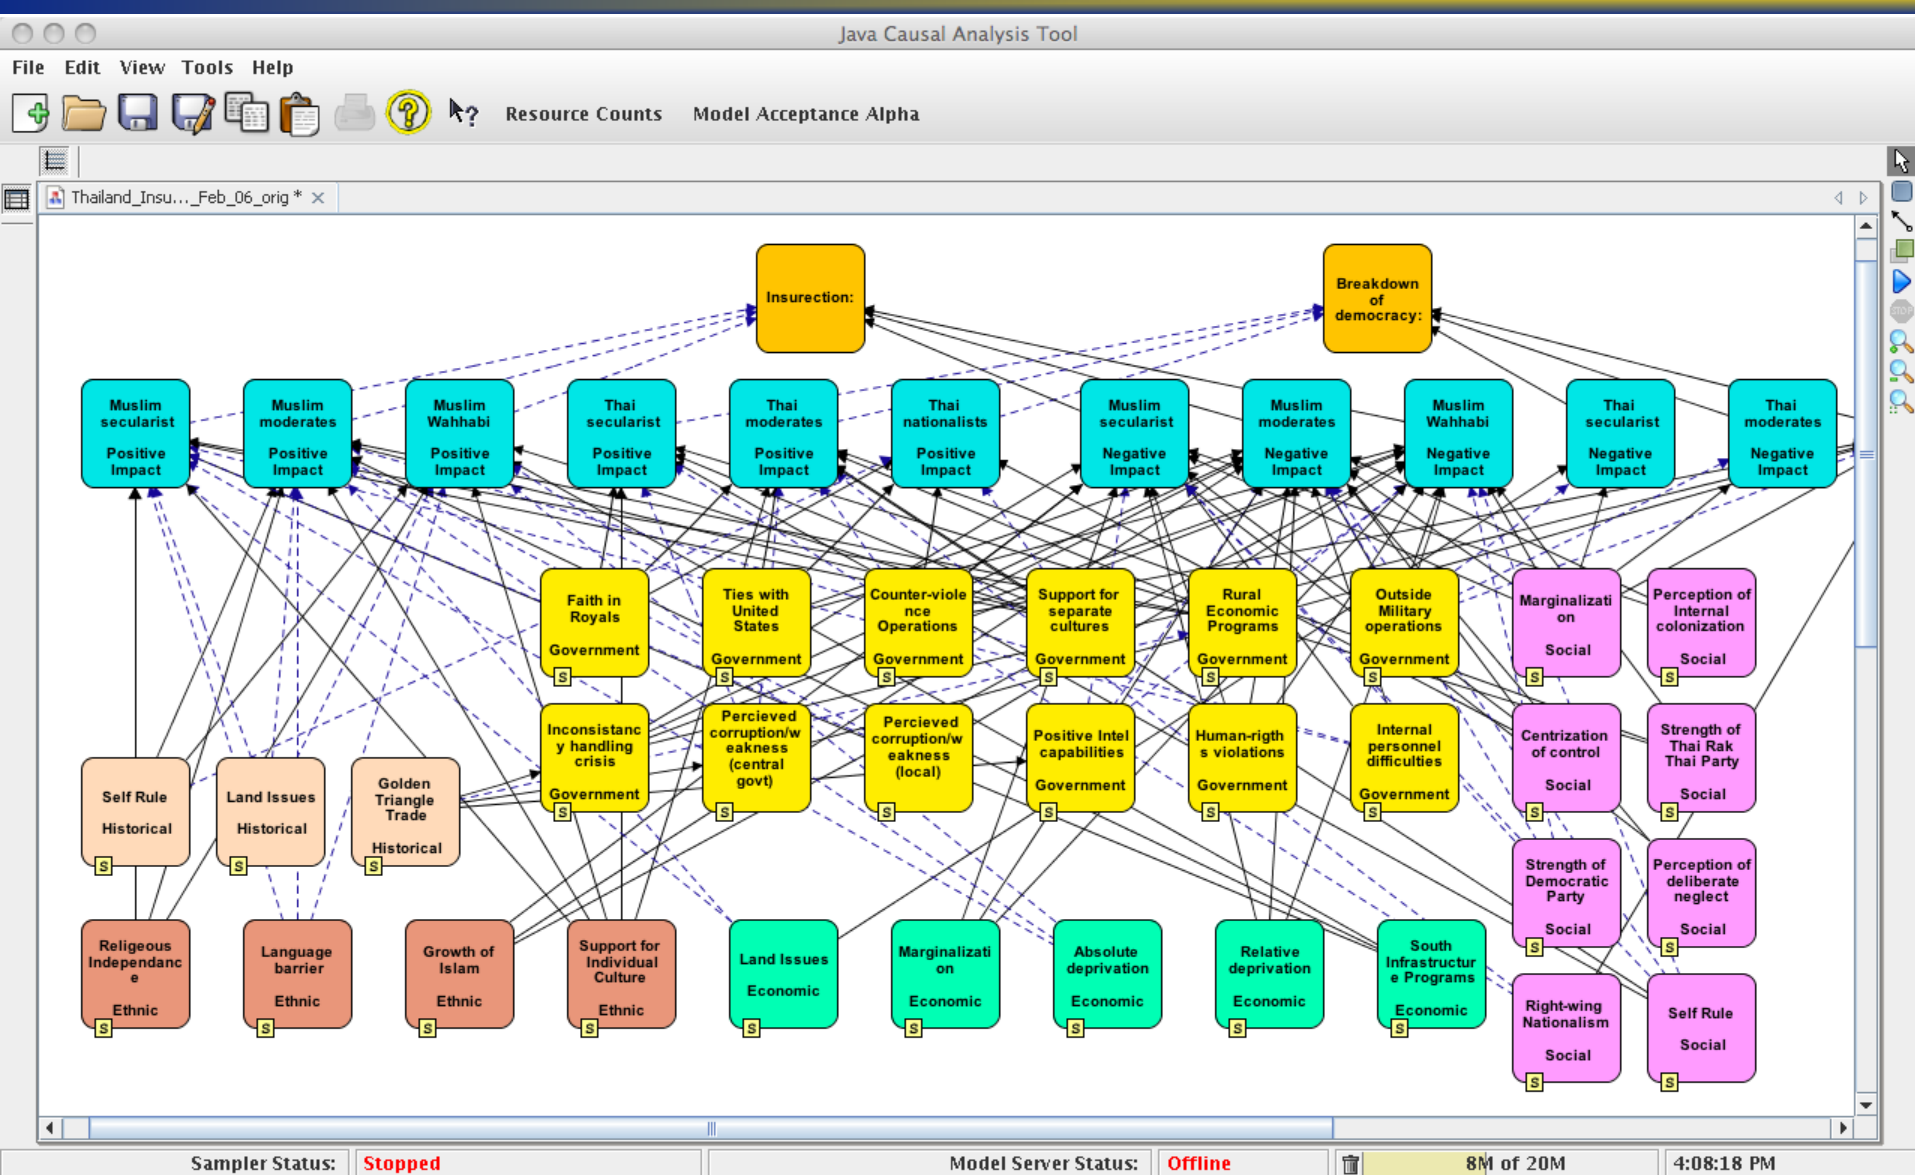 Java Causal Analysis Tool
File Edit View Tools Help
Resource Counts Model Acceptance Alpha
Thailand_Insu..._Feb_06_orig *
Insurection:
Breakdown
of
democracy:
Muslim
secularist
Positive
Impact
Muslim
moderates
Positive
Impact
Muslim
Wahhabi
Positive
Impact
Thai
secularist
Positive
Impact
Thai
moderates
Positive
Impact
Thai
nationalists
Positive
Impact
Muslim
secularist
Negative
Impact
Muslim
moderates
Negative
Impact
Muslim
Wahhabi
Negative
Impact
Thai
secularist
Negative
Impact
Thai
moderates
Negative
Impact
Faith in
Royals
Government
S
Ties with
United
States
Government
S
Counter-viole
nce
Operations
Government
S
Support for
separate
cultures
Government
S
Rural
Economic
Programs
Government
S
Outside
Military
operations
Government
S
Marginalizati
on
Social
S
Perception of
Internal
colonization
Social
S
Inconsistanc
y handling
crisis
Government
S
Percieved
corruption/w
eakness
(central
govt)
S
Percieved
corruption/w
eakness
(local)
S
Positive Intel
capabilities
Government
S
Human-rigth
s violations
Government
S
Internal
personnel
difficulties
Government
S
Centrization
of control
Social
S
Strength of
Thai Rak
Thai Party
Social
S
Self Rule
Historical
S
Land Issues
Historical
S
Golden
Triangle
Trade
Historical
S
Strength of
Democratic
Party
Social
S
Perception of
deliberate
neglect
Social
S
Religeous
Independanc
e
Ethnic
S
Language
barrier
Ethnic
S
Growth of
Islam
Ethnic
S
Support for
Individual
Culture
Ethnic
S
Land Issues
Economic
S
Marginalizati
on
Economic
S
Absolute
deprivation
Economic
S
Relative
deprivation
Economic
S
South
Infrastructur
e Programs
Economic
S
Right-wing
Nationalism
Social
S
Self Rule
Social
S
Sampler Status: Stopped Model Server Status: Offline 8M of 20M 4:08:18 PM